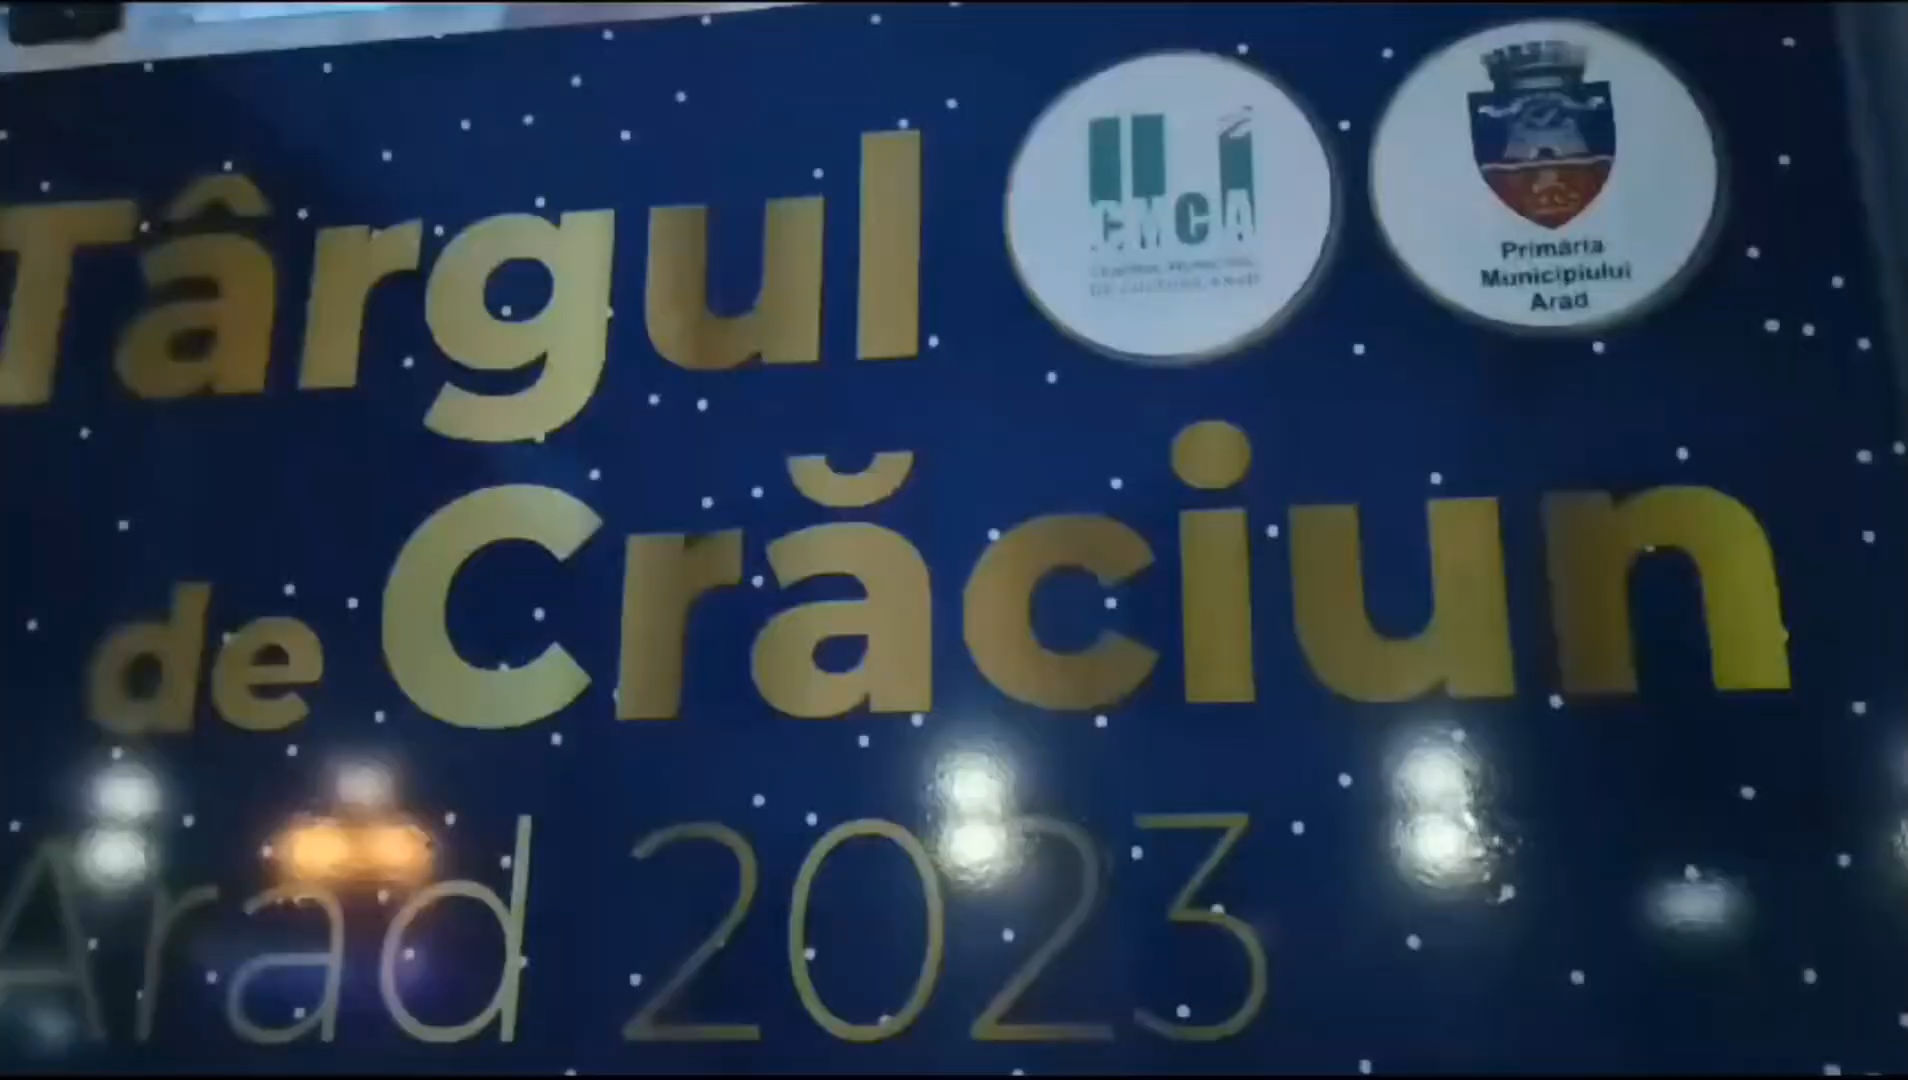 Târgul
de Crăciun
Arad 2023
CMCA
Primăria
Municipiului
Arad